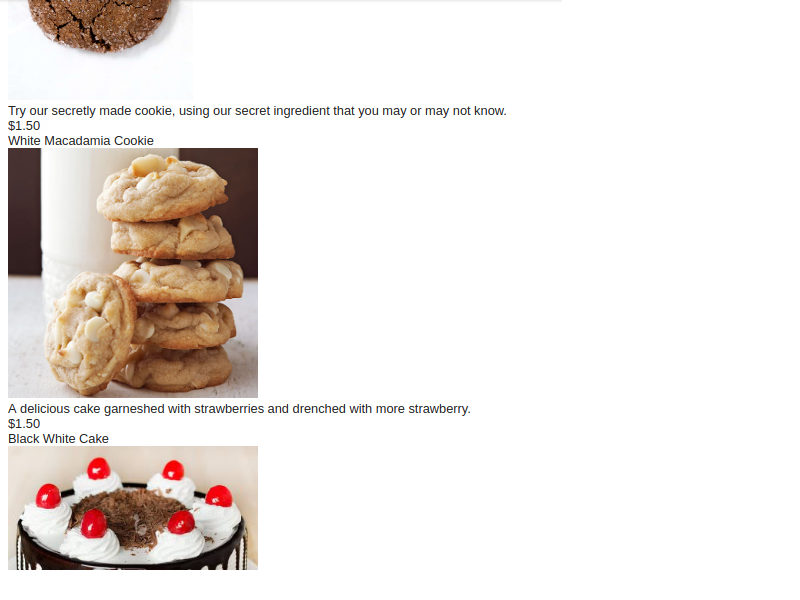 Try our secretly made cookie, using our secret ingredient that you may or may not know.
$1.50
White Macadamia Cookie
A delicious cake garneshed with strawberries and drenched with more strawberry.
$1.50
Black White Cake